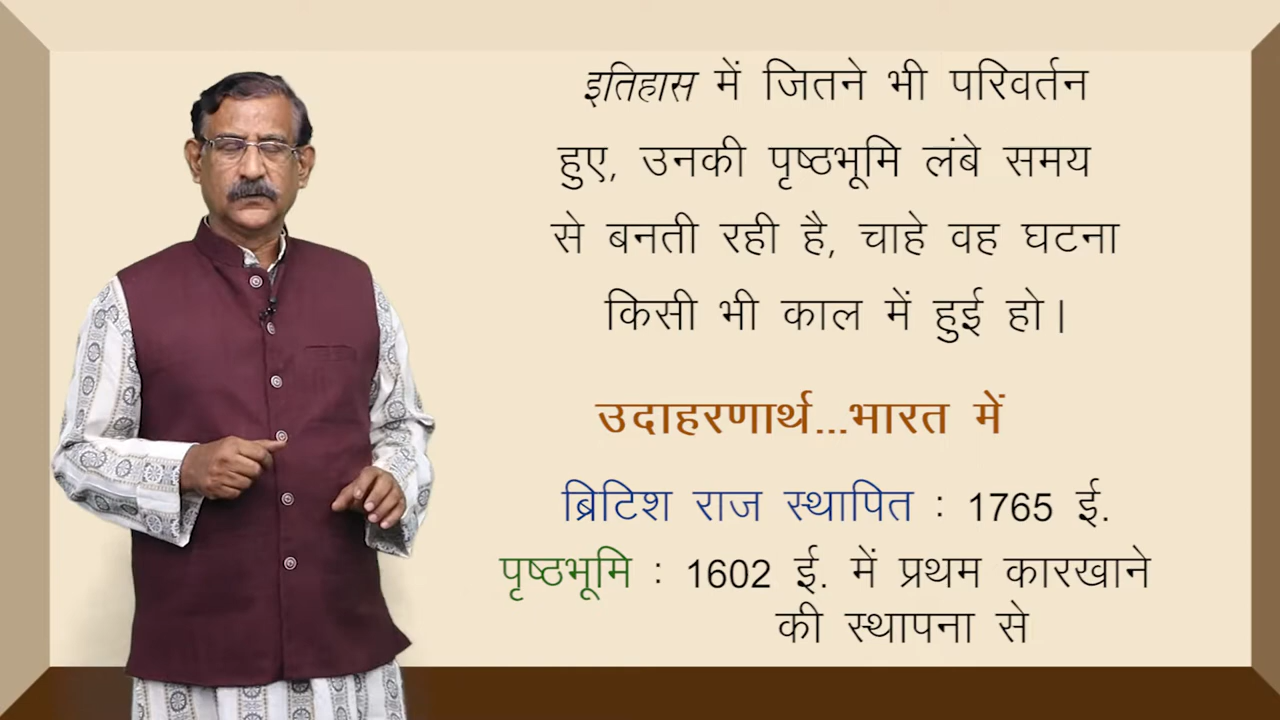 इतिहास में जितने भी परिवर्तन
हुए, उनकी पृष्ठभूमि लंबे समय
से बनती रही है, चाहे वह घटना
किसी भी काल में हुई हो।
उदाहरणार्थ...भारत में
ब्रिटिश राज स्थापित : 1765 ई.
पृष्ठभूमि : 1602 ई. में प्रथम कारखाने
की स्थापना से